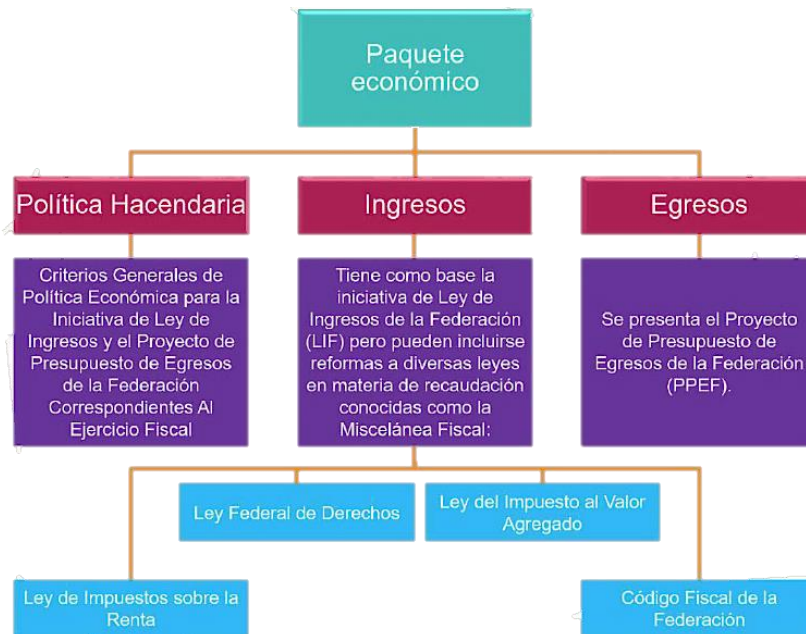 Paquete
económico
Política Hacendaria
Ingresos
Egresos
Criterios Generales de
Política Económica para la
Iniciativa de Ley de
Ingresos y el Proyecto de
Presupuesto de Egresos
de la Federación
Correspondientes Al
Ejercicio Fiscal
Tiene como base la
iniciativa de Ley de
Ingresos de la Federación
(LIF) pero pueden incluirse
reformas a diversas leyes
en materia de recaudación
conocidas como la
Miscelánea Fiscal:
Se presenta el Proyecto
de Presupuesto de
Egresos de la Federación
(PPEF).
Ley Federal de Derechos
Ley del Impuesto al Valor
Agregado
Ley de Impuestos sobre la
Renta
Código Fiscal de la
Federación